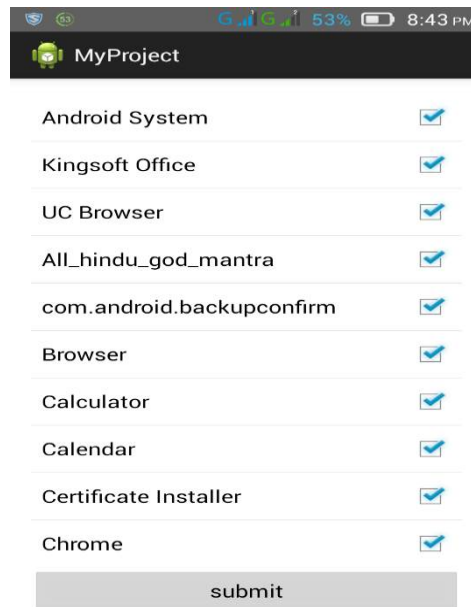 53 G G 53% 8:43 PM
MyProject
Android System
Kingsoft Office
UC Browser
All_hindu_god_mantra
com.android.backupconfirm
Browser
Calculator
Calendar
Certificate Installer
Chrome
submit